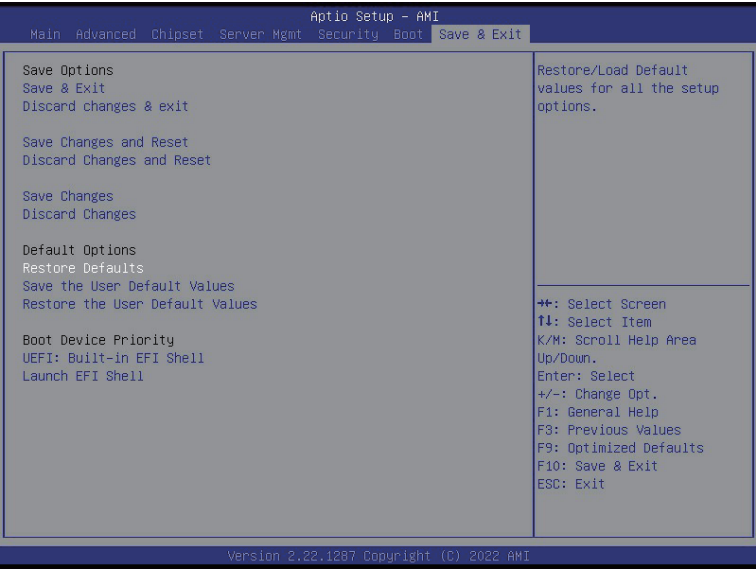 Aptio Setup – AMI
Main Advanced Chipset Server Mgmt Security Boot Save & Exit
Save Options
Save & Exit
Discard changes & exit
Save Changes and Reset
Discard Changes and Reset
Save Changes
Discard Changes
Default Options
Restore Defaults
Save the User Default Values
Restore the User Default Values
Boot Device Priority
UEFI: Built-in EFI Shell
Launch EFI Shell
Restore/Load Default
values for all the setup
options.
→←: Select Screen
↑↓: Select Item
K/M: Scroll Help Area
Up/Down.
Enter: Select
+/-: Change Opt.
F1: General Help
F3: Previous Values
F9: Optimized Defaults
F10: Save & Exit
ESC: Exit
Version 2.22.1287 Copyright (C) 2022 AMI